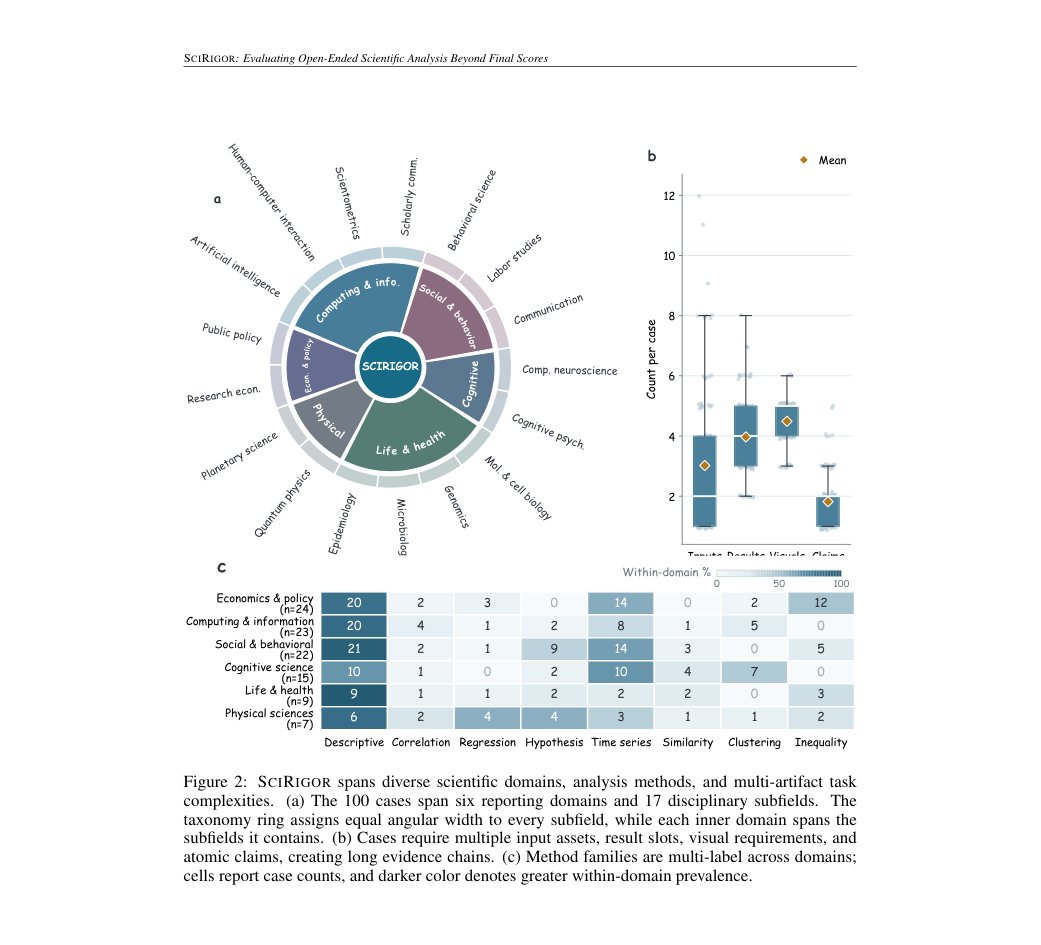 SCIRIGOR: Evaluating Open-Ended Scientific Analysis Beyond Final Scores
a
Human-computer interaction
Scientometrics
Scholarly comm.
Behavioral science
Labor studies
Communication
Comp. neuroscience
Cognitive psych.
Mol. & cell biology
Genomics
Microbiolog
Epidemiology
Quantum physics
Planetary science
Research econ.
Public policy
Artificial intelligence
Computing & info.
Social & behavior
Cognitive
Life & health
Physical
Econ. & policy
SCIRIGOR
b
Mean
Count per case
12
10
8
6
4
2
Inputs Results Visuals Claims
c
Within-domain %
0 50 100
Economics & policy
(n=24)
20 2 3 0 14 0 2 12
Computing & information
(n=23)
20 4 1 2 8 1 5 0
Social & behavioral
(n=22)
21 2 1 9 14 3 0 5
Cognitive science
(n=15)
10 1 0 2 10 4 7 0
Life & health
(n=9)
9 1 1 2 2 2 0 3
Physical sciences
(n=7)
6 2 4 4 3 1 1 2
Descriptive Correlation Regression Hypothesis Time series Similarity Clustering Inequality
Figure 2: SCIRIGOR spans diverse scientific domains, analysis methods, and multi-artifact task
complexities. (a) The 100 cases span six reporting domains and 17 disciplinary subfields. The
taxonomy ring assigns equal angular width to every subfield, while each inner domain spans the
subfields it contains. (b) Cases require multiple input assets, result slots, visual requirements, and
atomic claims, creating long evidence chains. (c) Method families are multi-label across domains;
cells report case counts, and darker color denotes greater within-domain prevalence.